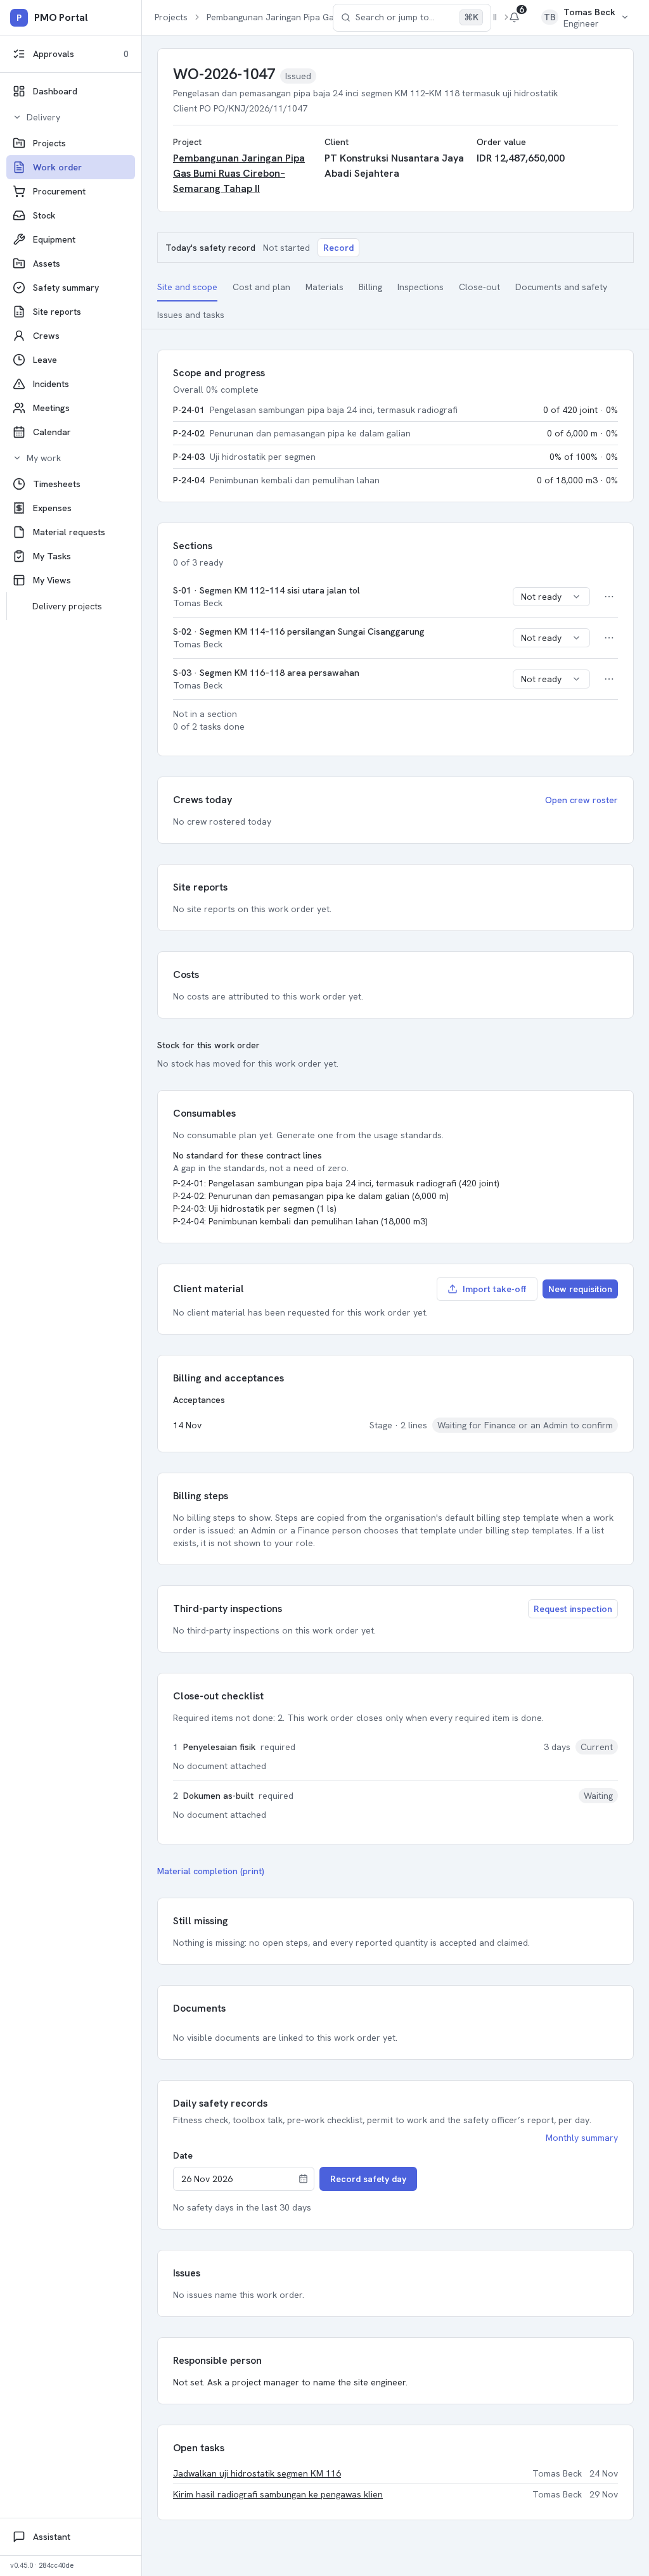 P PMO Portal
Projects > Pembangunan Jaringan Pipa Ga
Search or jump to... ⌘K
II >
6
TB Tomas Beck
Engineer
Approvals 0
Dashboard
Delivery
Projects
Work order
Procurement
Stock
Equipment
Assets
Safety summary
Site reports
Crews
Leave
Incidents
Meetings
Calendar
My work
Timesheets
Expenses
Material requests
My Tasks
My Views
Delivery projects
Assistant
v0.45.0 · 284cc40de
WO-2026-1047 Issued
Pengelasan dan pemasangan pipa baja 24 inci segmen KM 112–KM 118 termasuk uji hidrostatik
Client PO PO/KNJ/2026/11/1047
Project
Pembangunan Jaringan Pipa
Gas Bumi Ruas Cirebon–
Semarang Tahap II
Client
PT Konstruksi Nusantara Jaya
Abadi Sejahtera
Order value
IDR 12,487,650,000
Today's safety record Not started Record
Site and scope Cost and plan Materials Billing Inspections Close-out Documents and safety
Issues and tasks
Scope and progress
Overall 0% complete
P-24-01 Pengelasan sambungan pipa baja 24 inci, termasuk radiografi 0 of 420 joint · 0%
P-24-02 Penurunan dan pemasangan pipa ke dalam galian 0 of 6,000 m · 0%
P-24-03 Uji hidrostatik per segmen 0% of 100% · 0%
P-24-04 Penimbunan kembali dan pemulihan lahan 0 of 18,000 m3 · 0%
Sections
0 of 3 ready
S-01 · Segmen KM 112–114 sisi utara jalan tol
Tomas Beck
Not ready ...
S-02 · Segmen KM 114–116 persilangan Sungai Cisanggarung
Tomas Beck
Not ready ...
S-03 · Segmen KM 116–118 area persawahan
Tomas Beck
Not ready ...
Not in a section
0 of 2 tasks done
Crews today Open crew roster
No crew rostered today
Site reports
No site reports on this work order yet.
Costs
No costs are attributed to this work order yet.
Stock for this work order
No stock has moved for this work order yet.
Consumables
No consumable plan yet. Generate one from the usage standards.
No standard for these contract lines
A gap in the standards, not a need of zero.
P-24-01: Pengelasan sambungan pipa baja 24 inci, termasuk radiografi (420 joint)
P-24-02: Penurunan dan pemasangan pipa ke dalam galian (6,000 m)
P-24-03: Uji hidrostatik per segmen (1 ls)
P-24-04: Penimbunan kembali dan pemulihan lahan (18,000 m3)
Client material Import take-off New requisition
No client material has been requested for this work order yet.
Billing and acceptances
Acceptances
14 Nov Stage · 2 lines Waiting for Finance or an Admin to confirm
Billing steps
No billing steps to show. Steps are copied from the organisation's default billing step template when a work
order is issued: an Admin or a Finance person chooses that template under billing step templates. If a list
exists, it is not shown to your role.
Third-party inspections Request inspection
No third-party inspections on this work order yet.
Close-out checklist
Required items not done: 2. This work order closes only when every required item is done.
1 Penyelesaian fisik required 3 days Current
No document attached
2 Dokumen as-built required Waiting
No document attached
Material completion (print)
Still missing
Nothing is missing: no open steps, and every reported quantity is accepted and claimed.
Documents
No visible documents are linked to this work order yet.
Daily safety records
Fitness check, toolbox talk, pre-work checklist, permit to work and the safety officer's report, per day.
Monthly summary
Date
26 Nov 2026 Record safety day
No safety days in the last 30 days
Issues
No issues name this work order.
Responsible person
Not set. Ask a project manager to name the site engineer.
Open tasks
Jadwalkan uji hidrostatik segmen KM 116 Tomas Beck 24 Nov
Kirim hasil radiografi sambungan ke pengawas klien Tomas Beck 29 Nov